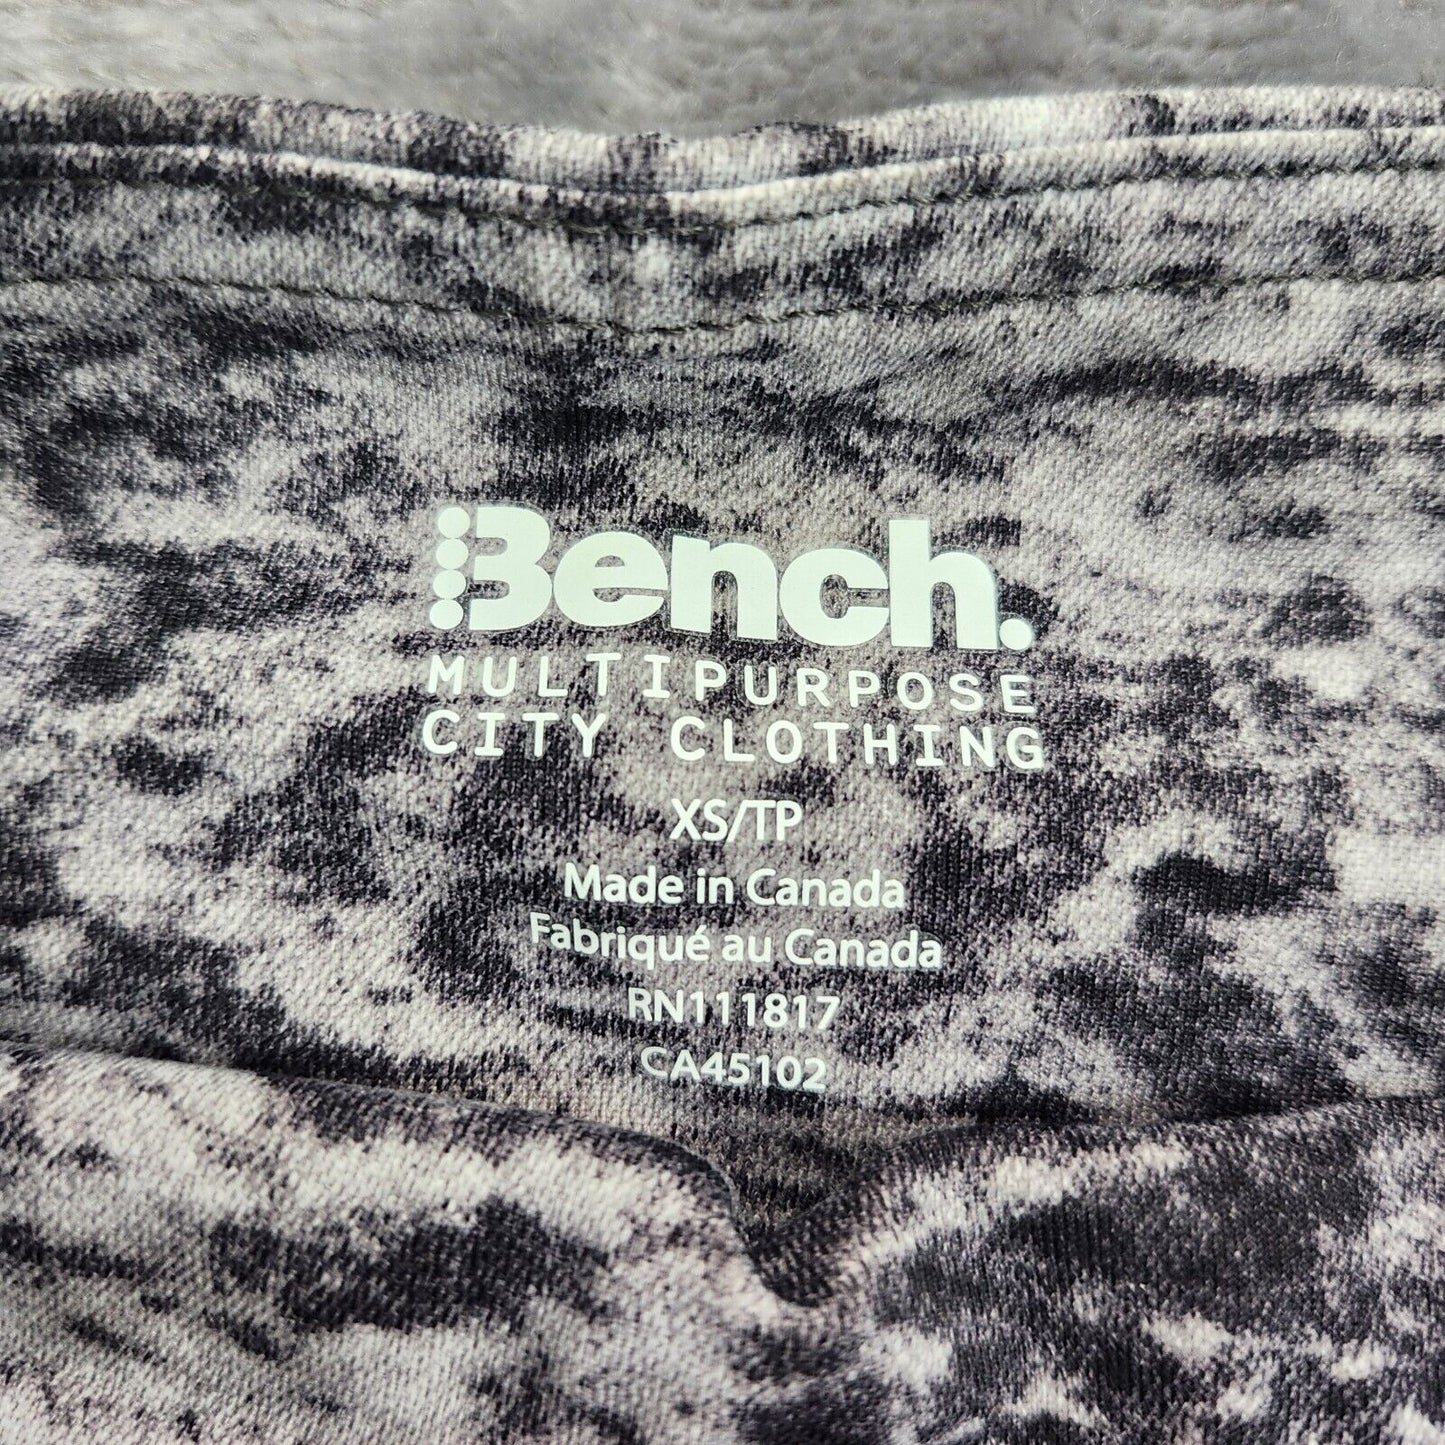 Bench.
MULTIPURPOSE
CITY CLOTHING
XS/TP
Made in Canada
Fabriqué au Canada
RN111817
CA45102